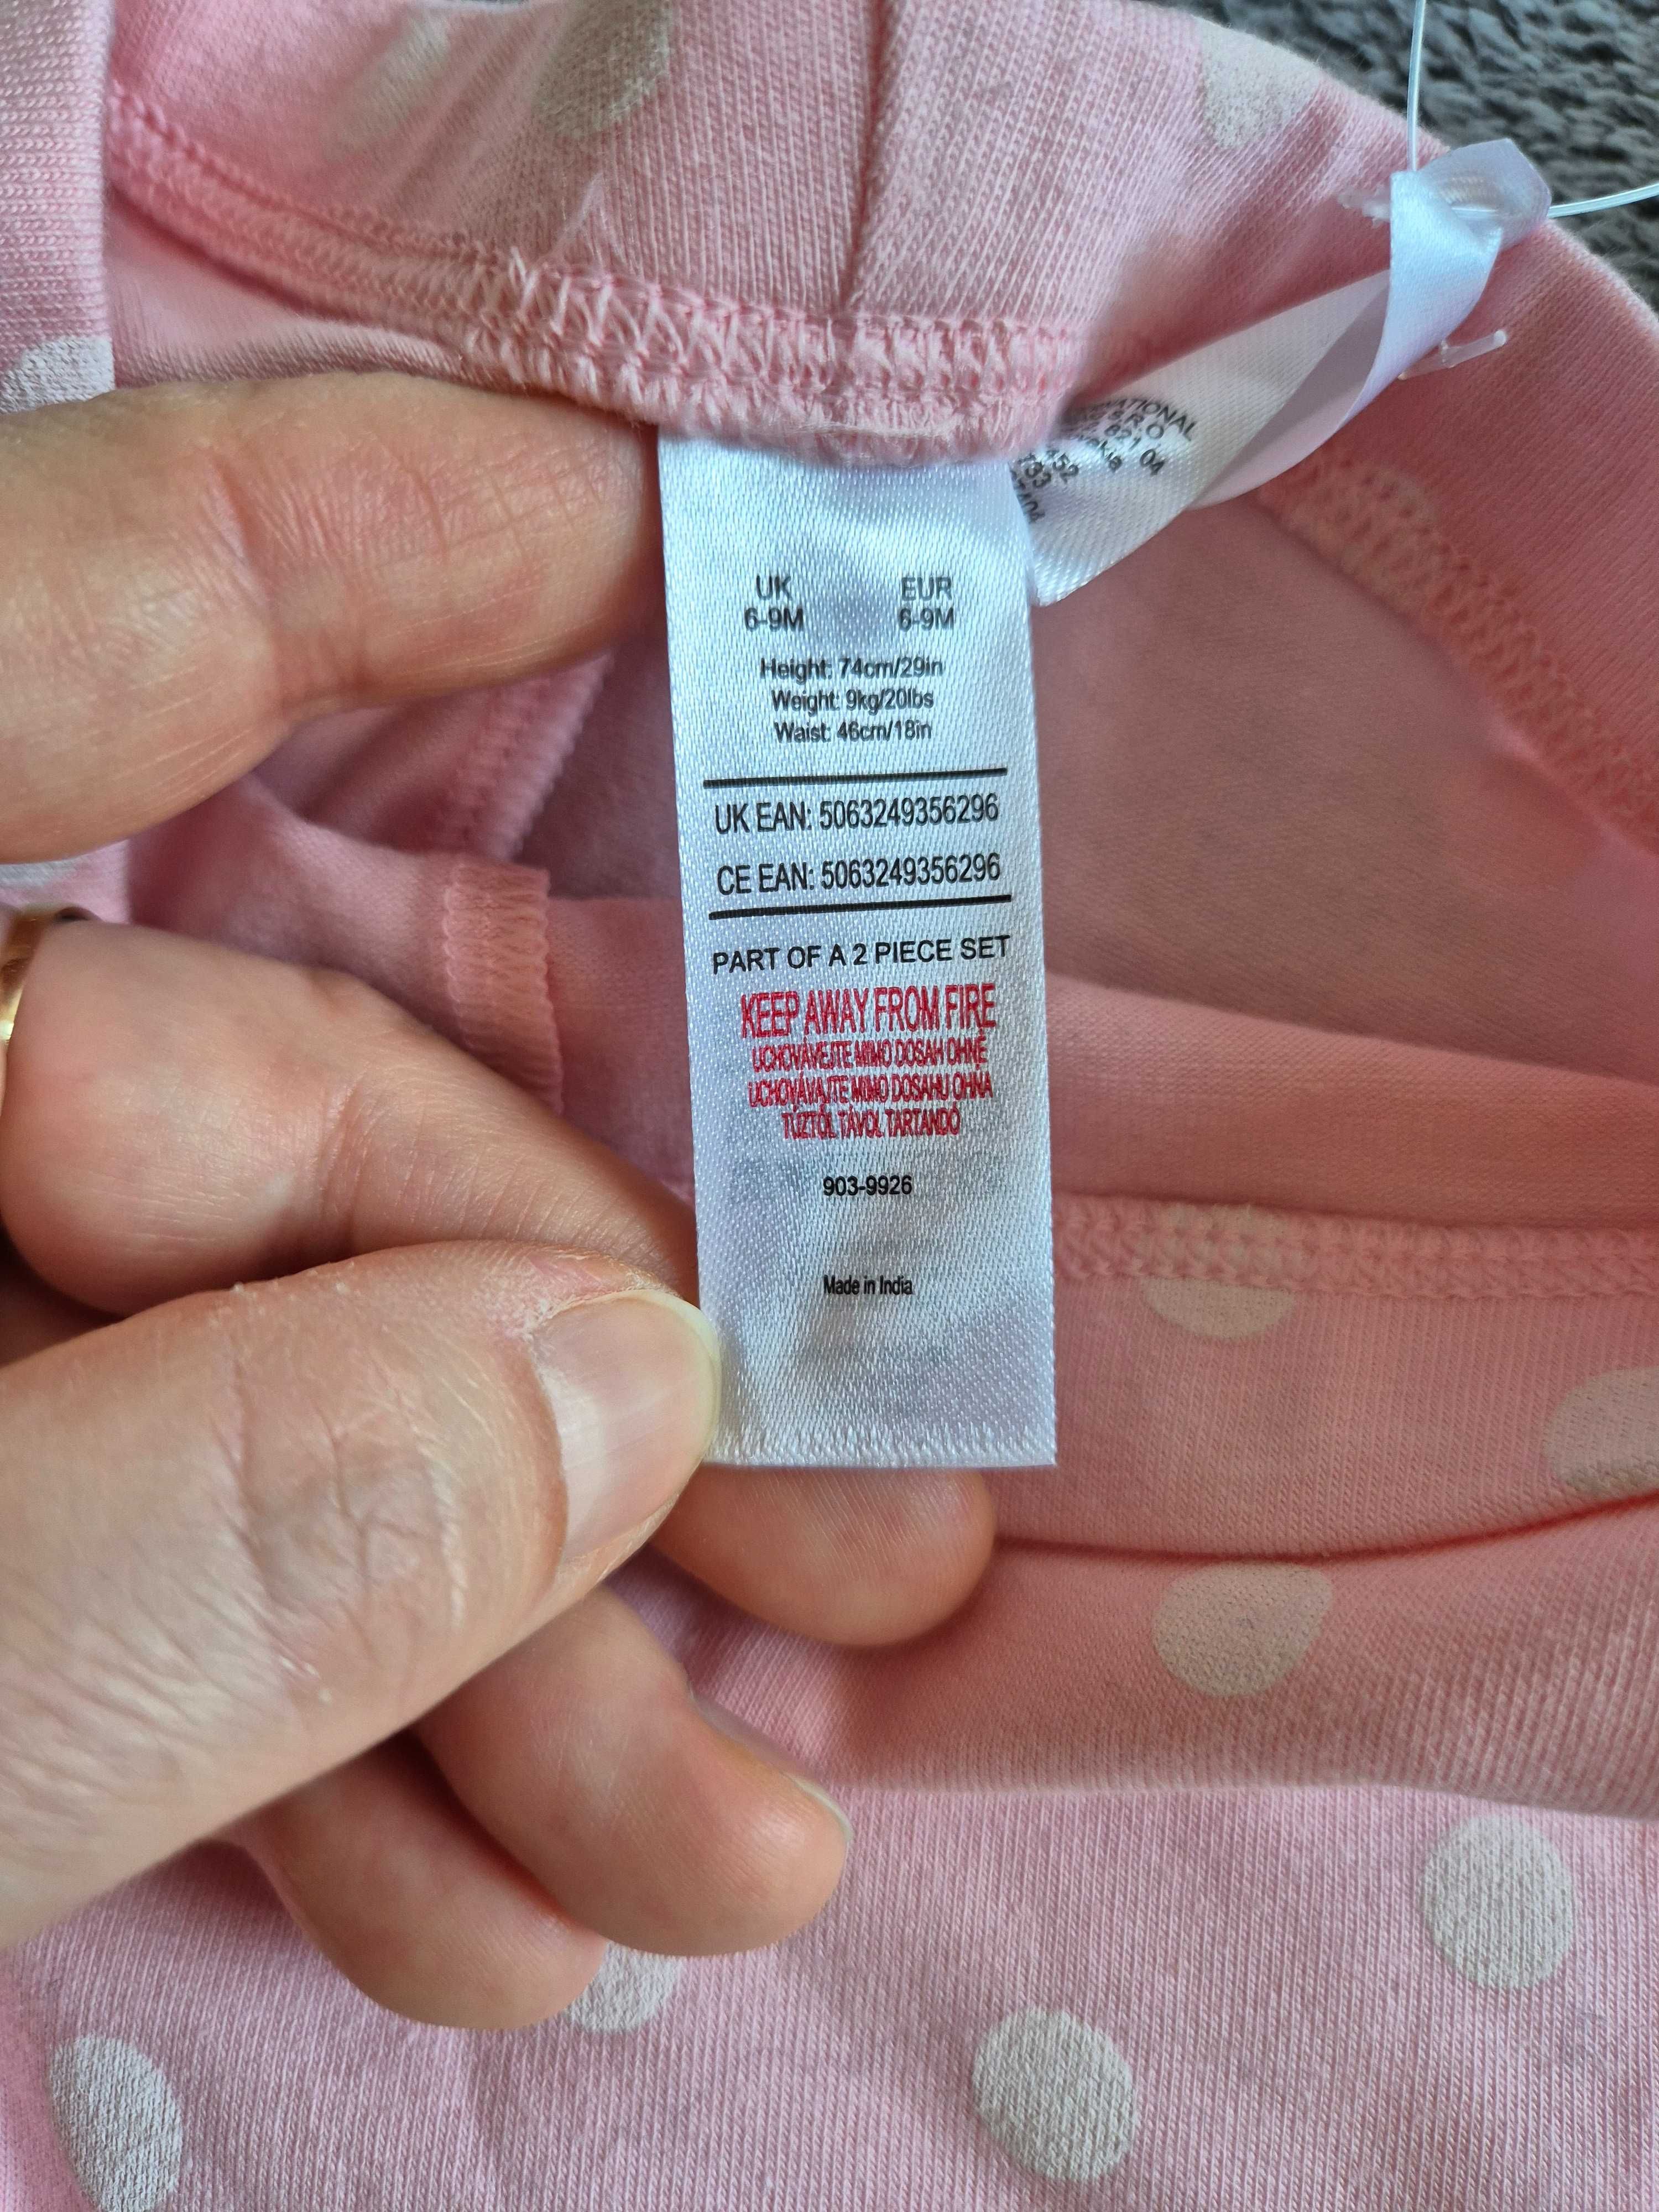 UK EUR
6-9M 6-9M
Height: 74cm/29in
Weight: 9kg/20lbs
Waist: 46cm/18in
UK EAN: 5063249356296
CE EAN: 5063249356296
PART OF A 2 PIECE SET
KEEP AWAY FROM FIRE
UCHOVÁVEJTE MIMO DOSAH OHNĚ
UCHOVÁVAJTE MIMO DOSAHU OHŇA
TŰZTŐL TÁVOL TARTANDÓ
903-9926
Made in India
S.R.O
821 04